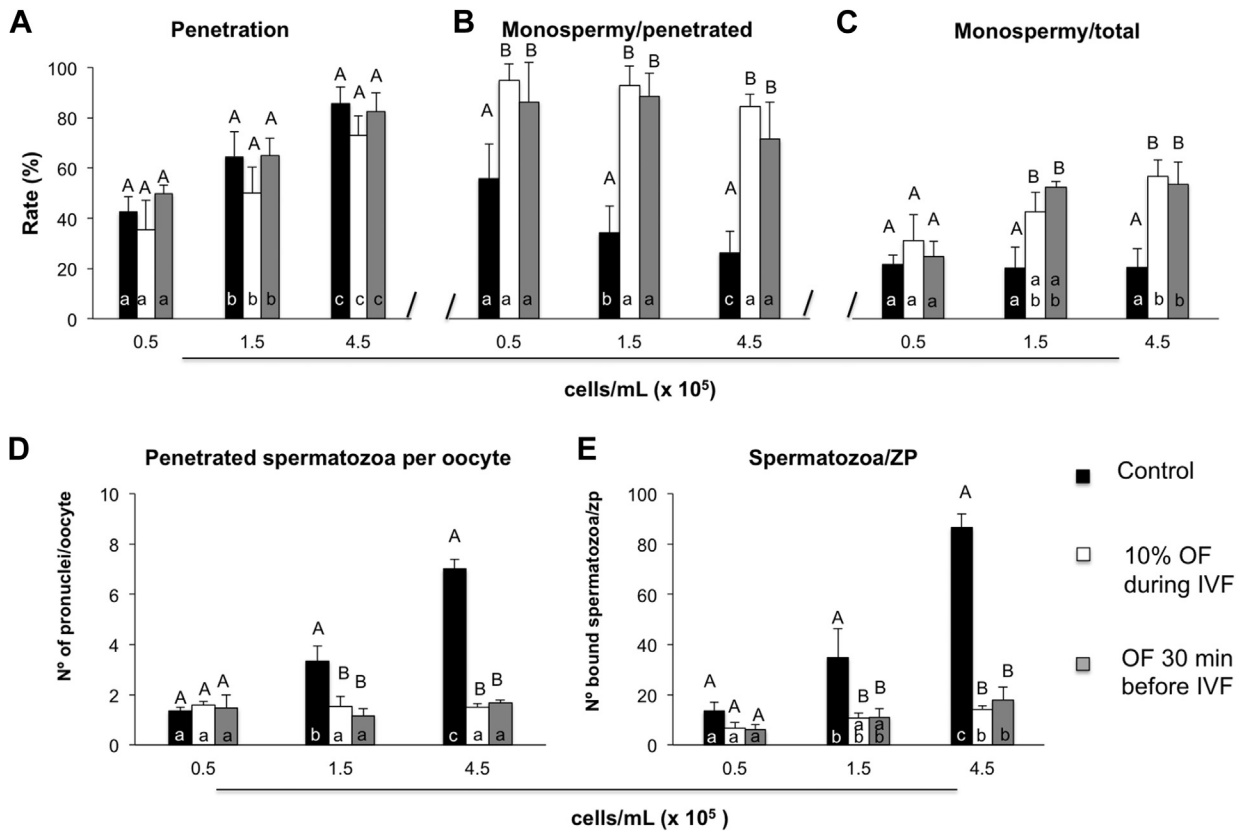 A
Penetration
B
Monospermy/penetrated
C
Monospermy/total
Rate (%)
100
80
60
40
20
0
A A A
A A A
A A A
A B B
A B B
A B B
A A A
A B B
A B B
a a a
b b b
c c c
a a a
b a a
c a a
a a a
a a b a b
a b b
0.5 1.5 4.5
0.5 1.5 4.5
0.5 1.5 4.5
cells/mL (x 10⁵)
D
Penetrated spermatozoa per oocyte
Nº of pronuclei/oocyte
10
8
6
4
2
0
A A A
A B B
A B B
a a a
b a a
c a a
0.5 1.5 4.5
E
Spermatozoa/ZP
Nº bound spermatozoa/zp
100
80
60
40
20
0
A A A
A B B
A B B
a a a
b a b a b
c b b
0.5 1.5 4.5
cells/mL (x 10⁵ )
Control
10% OF
during IVF
OF 30 min
before IVF